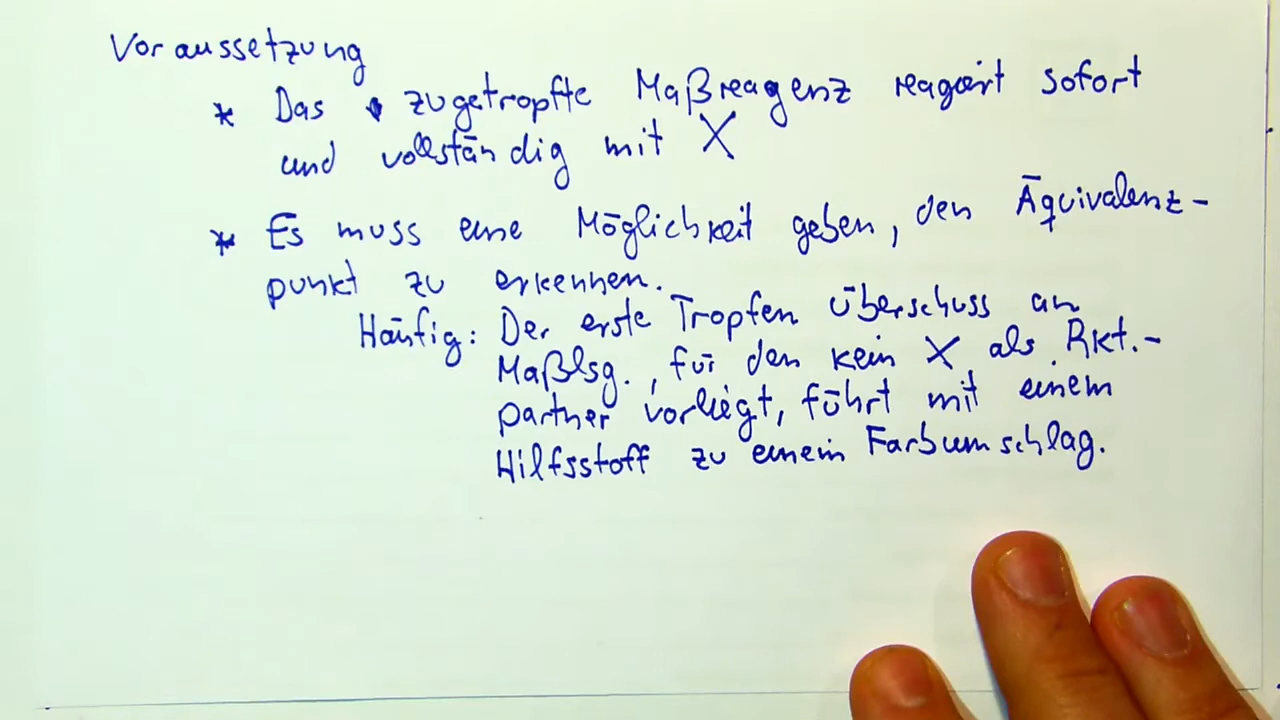 Voraussetzung
* Das zugetropfte Maßreagenz reagiert sofort
und vollständig mit X
* Es muss eine Möglichkeit geben, den Äquivalenz-
punkt zu erkennen.
Häufig: Der erste Tropfen Überschuss an
Maßlsg., für den kein X als Rkt.-
partner vorliegt, führt mit einem
Hilfsstoff zu einem Farbumschlag.